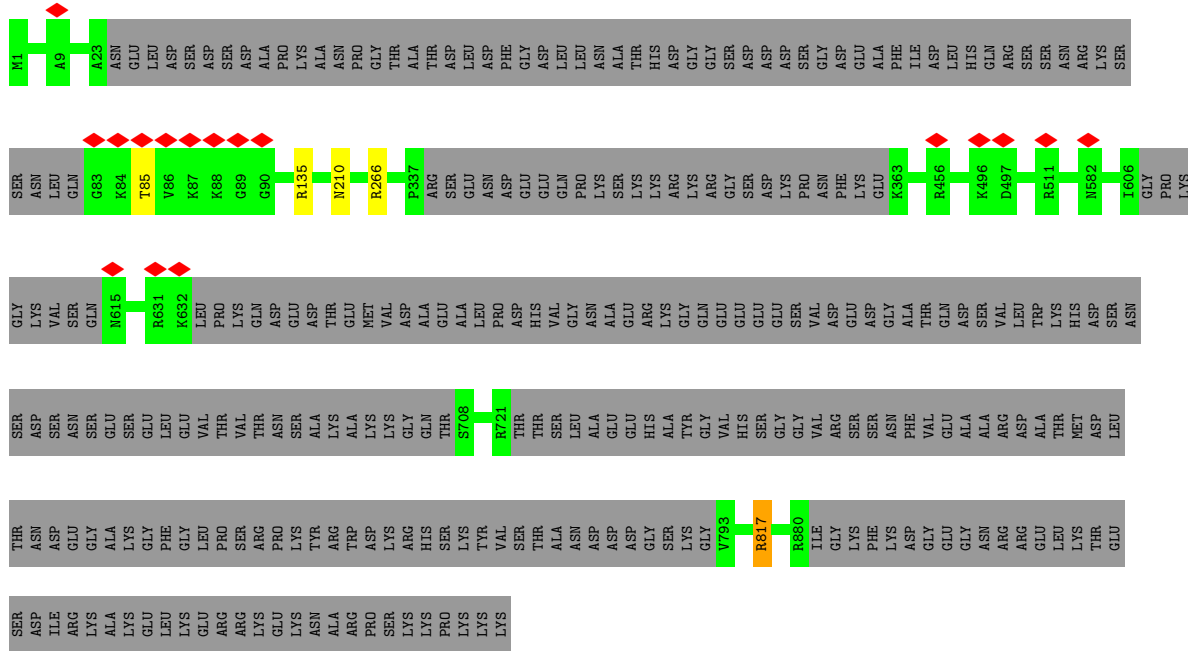 M1 A9 A23 ASN GLU LEU ASP SER ASP SER ASP ALA PRO LYS ALA ASN PRO GLY THR ALA THR ASP LEU ASP PHE GLY ASP LEU LEU ASN ALA THR HIS ASP GLY GLY SER ASP ASP ASP SER GLY ASP GLU ALA PHE ILE ASP LEU HIS GLN ARG SER SER ASN ARG LYS SER
SER ASN LEU GLN G83 K84 T85 V86 K87 K88 G89 G90 R135 N210 R266 P337 ARG SER GLU ASN ASP GLU GLU GLN PRO LYS SER LYS LYS ARG LYS ARG GLY SER ASP LYS PRO ASN PHE LYS GLU K363 R456 K496 D497 R511 N582 I606 GLY PRO LYS
GLY LYS VAL SER GLN N615 R631 K632 LEU PRO LYS GLN ASP GLU ASP THR GLU MET VAL ASP ALA GLU ALA LEU PRO ASP HIS VAL GLY ASN ALA GLU ARG LYS GLY GLN GLU GLU GLU GLU SER VAL ASP GLU ASP GLY ALA THR GLN ASP SER VAL LEU TRP LYS HIS ASP SER ASN
SER ASP SER ASN SER GLU SER GLU LEU GLU VAL THR VAL THR ASN SER ALA LYS ALA LYS LYS GLY GLN THR S708 R721 THR THR SER LEU ALA GLU GLU HIS ALA TYR GLY VAL HIS SER GLY GLY VAL ARG SER SER ASN PHE VAL GLU ALA ALA ARG ASP ALA THR MET ASP LEU
THR ASN ASP GLU GLY ALA LYS GLY PHE GLY LEU PRO SER ARG PRO LYS TYR ARG TRP ASP LYS ARG HIS SER LYS TYR VAL SER THR ALA ASN ASP ASP ASP GLY SER LYS GLY V793 R817 R880 ILE GLY LYS PHE LYS ASP GLY GLU GLY ASN ARG ARG GLU LEU LYS THR GLU
SER ASP ILE ARG LYS ALA LYS GLU LEU LYS GLU ARG ARG LYS GLU LYS ASN ALA ARG PRO SER LYS LYS PRO LYS LYS LYS